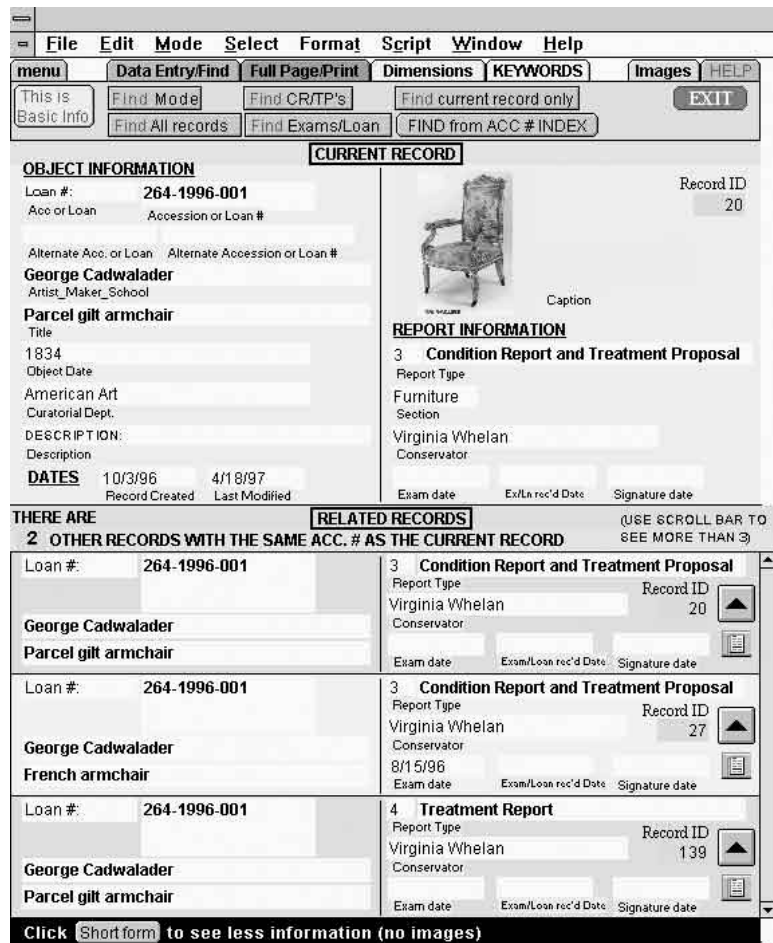 File Edit Mode Select Format Script Window Help
menu Data Entry/Find Full Page/Print Dimensions KEYWORDS Images HELP
This is Basic Info Find Mode Find CR/TP's Find current record only EXIT
Find All records Find Exams/Loan FIND from ACC # INDEX
CURRENT RECORD
OBJECT INFORMATION
Loan #: 264-1996-001
Acc or Loan Accession or Loan #
Alternate Acc. or Loan Alternate Accession or Loan #
George Cadwalader
Artist_Maker_School
Parcel gilt armchair
Title
1834
Object Date
American Art
Curatorial Dept.
DESCRIPTION:
Description
DATES 10/3/96 4/18/97
Record Created Last Modified
Record ID
20
Caption
REPORT INFORMATION
3 Condition Report and Treatment Proposal
Report Type
Furniture
Section
Virginia Whelan
Conservator
Exam date Ex/Ln rec'd Date Signature date
THERE ARE RELATED RECORDS (USE SCROLL BAR TO
2 OTHER RECORDS WITH THE SAME ACC. # AS THE CURRENT RECORD SEE MORE THAN 3)
Loan #: 264-1996-001 3 Condition Report and Treatment Proposal
Report Type Record ID
Virginia Whelan 20
George Cadwalader Conservator
Parcel gilt armchair
Exam date Exam/Loan rec'd Date Signature date
Loan #: 264-1996-001 3 Condition Report and Treatment Proposal
Report Type Record ID
Virginia Whelan 27
George Cadwalader Conservator
French armchair 8/15/96
Exam date Exam/Loan rec'd Date Signature date
Loan #: 264-1996-001 4 Treatment Report
Report Type Record ID
Virginia Whelan 139
George Cadwalader Conservator
Parcel gilt armchair
Exam date Exam/Loan rec'd Date Signature date
Click Short form to see less information (no images)